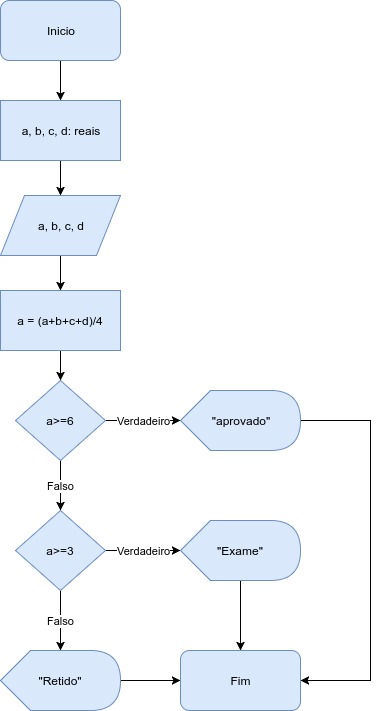 Inicio
a, b, c, d: reais
a, b, c, d
a = (a+b+c+d)/4
a>=6
Verdadeiro
"aprovado"
Falso
a>=3
Verdadeiro
"Exame"
Falso
"Retido"
Fim